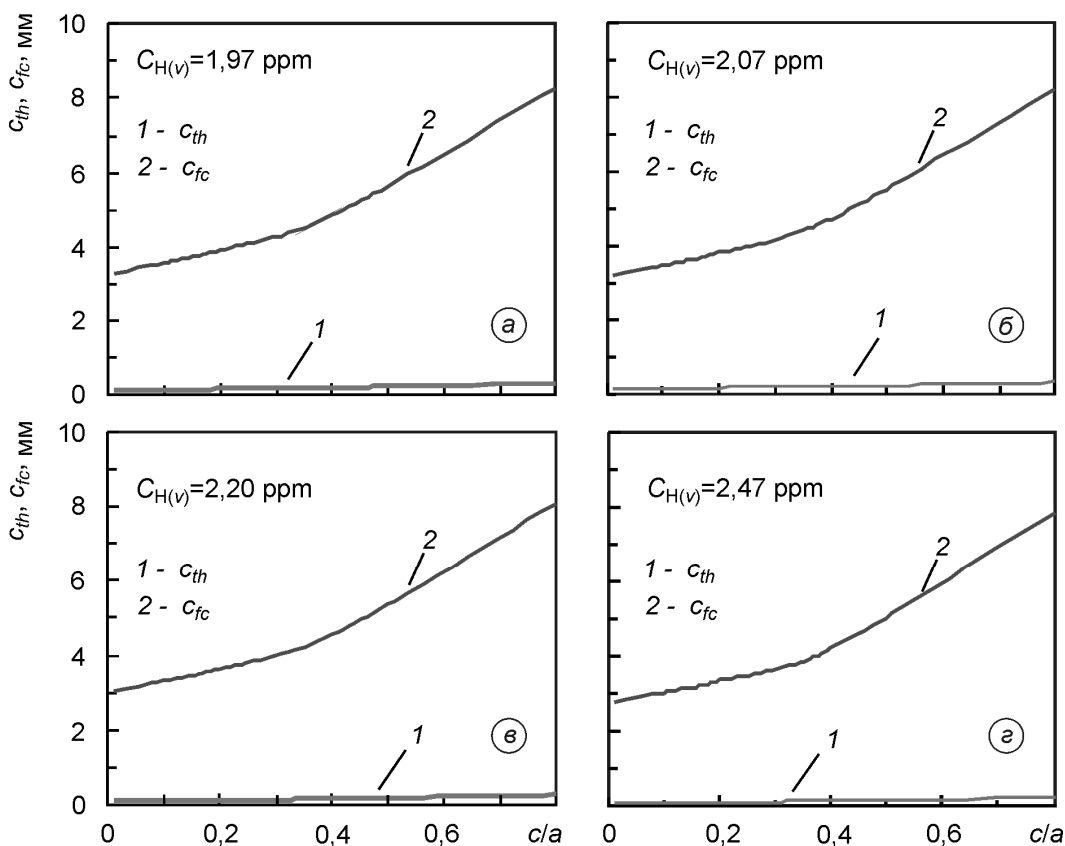 c_th, c_fc, мм
10
8
6
4
2
0
C_H(v)=1,97 ppm
1 - c_th
2 - c_fc
2
1
а
C_H(v)=2,07 ppm
1 - c_th
2 - c_fc
2
1
б
c_th, c_fc, мм
10
8
6
4
2
0
C_H(v)=2,20 ppm
1 - c_th
2 - c_fc
2
1
в
0 0,2 0,4 0,6 c/a
C_H(v)=2,47 ppm
1 - c_th
2 - c_fc
2
1
г
0 0,2 0,4 0,6 c/a